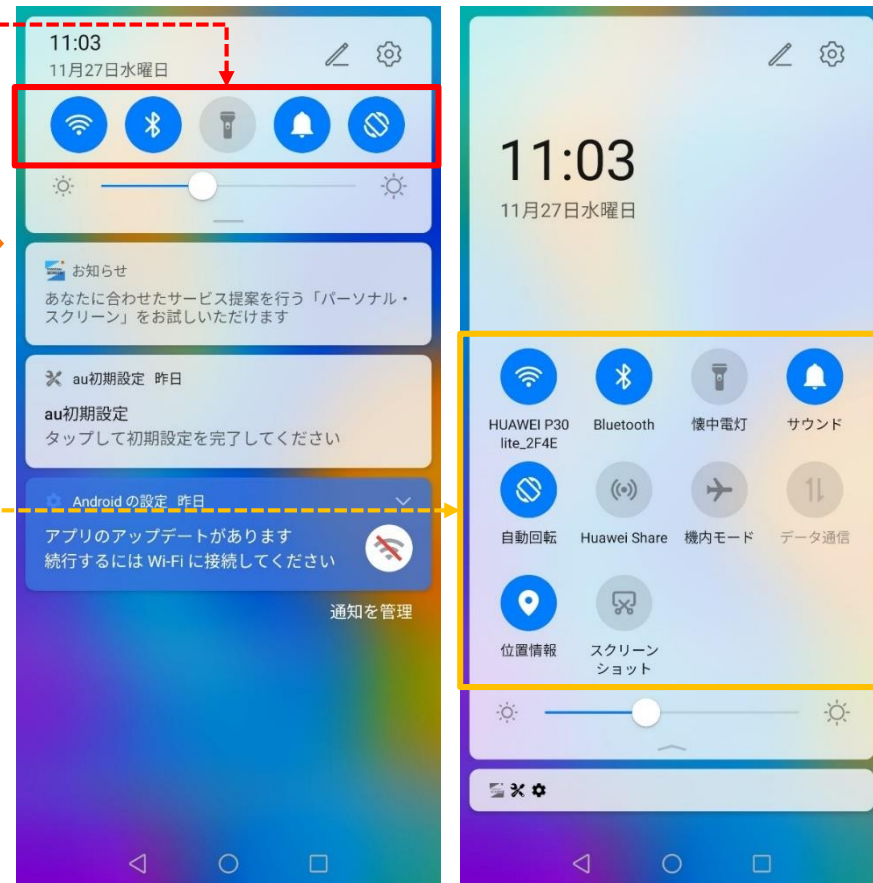 11:03
11月27日水曜日
お知らせ
あなたに合わせたサービス提案を行う「パーソナル・
スクリーン」をお試しいただけます
au初期設定 昨日
au初期設定
タップして初期設定を完了してください
Android の設定 昨日
アプリのアップデートがあります
続行するには Wi-Fi に接続してください
通知を管理
11:03
11月27日水曜日
HUAWEI P30
lite_2F4E
Bluetooth
懐中電灯
サウンド
自動回転
Huawei Share
機内モード
データ通信
位置情報
スクリーン
ショット